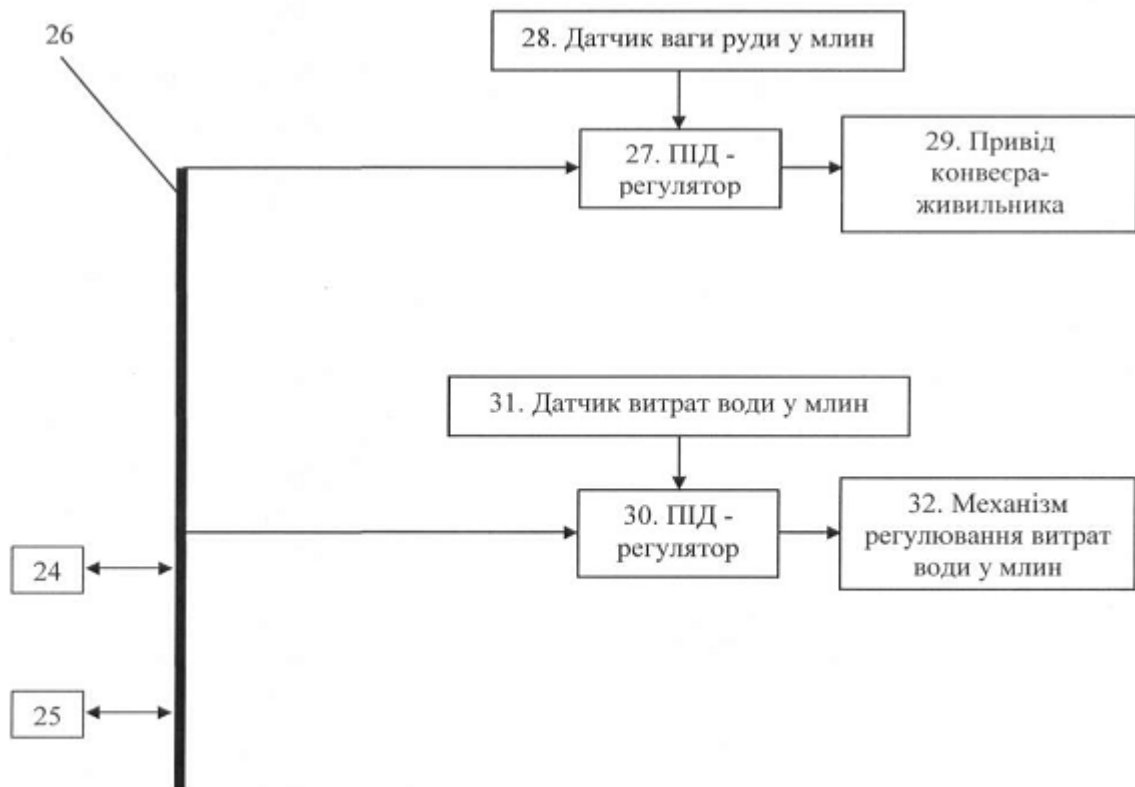 26
28. Датчик ваги руди у млин
27. ПІД -
регулятор
29. Привід
конвеєра-
живильника
31. Датчик витрат води у млин
30. ПІД -
регулятор
32. Механізм
регулювання витрат
води у млин
24
25